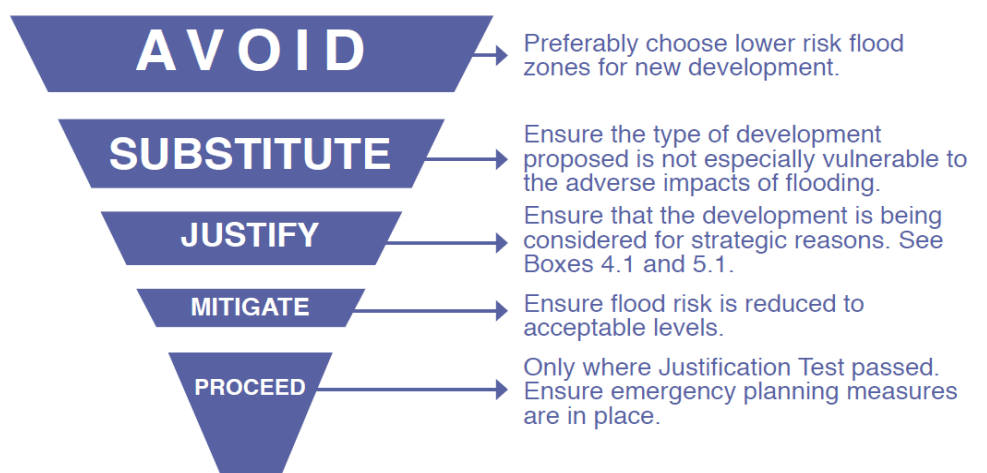 AVOID
Preferably choose lower risk flood
zones for new development.
SUBSTITUTE
Ensure the type of development
proposed is not especially vulnerable to
the adverse impacts of flooding.
JUSTIFY
Ensure that the development is being
considered for strategic reasons. See
Boxes 4.1 and 5.1.
MITIGATE
Ensure flood risk is reduced to
acceptable levels.
PROCEED
Only where Justification Test passed.
Ensure emergency planning measures
are in place.